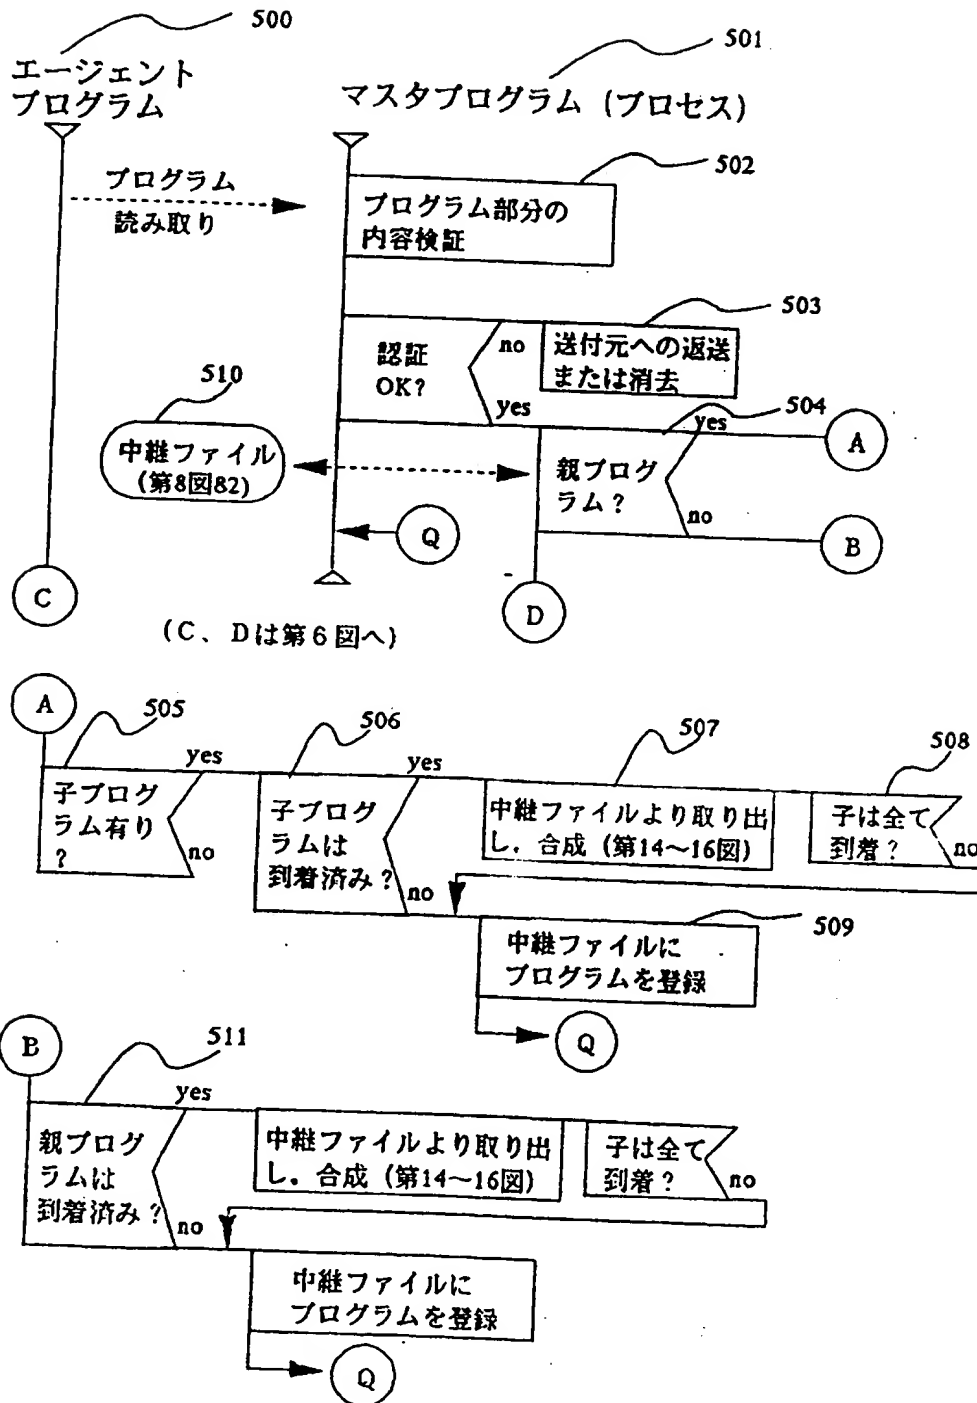 500
エージェント
プログラム
501
マスタプログラム (プロセス)
プログラム
読み取り
502
プログラム部分の
内容検証
503
認証
OK?
no
yes
送付元への返送
または消去
510
中継ファイル
(第8図82)
504
yes
親プログ
ラム?
no
A
B
Q
C
D
(C、Dは第6図へ)
A
505
yes
子プログ
ラム有り
?
no
506
yes
子プログ
ラムは
到着済み?
no
507
中継ファイルより取り出
し. 合成 (第14〜16図)
508
子は全て
到着?
no
509
中継ファイルに
プログラムを登録
Q
B
511
yes
親プログ
ラムは
到着済み?
no
中継ファイルより取り出
し. 合成 (第14〜16図)
子は全て
到着?
no
中継ファイルに
プログラムを登録
Q